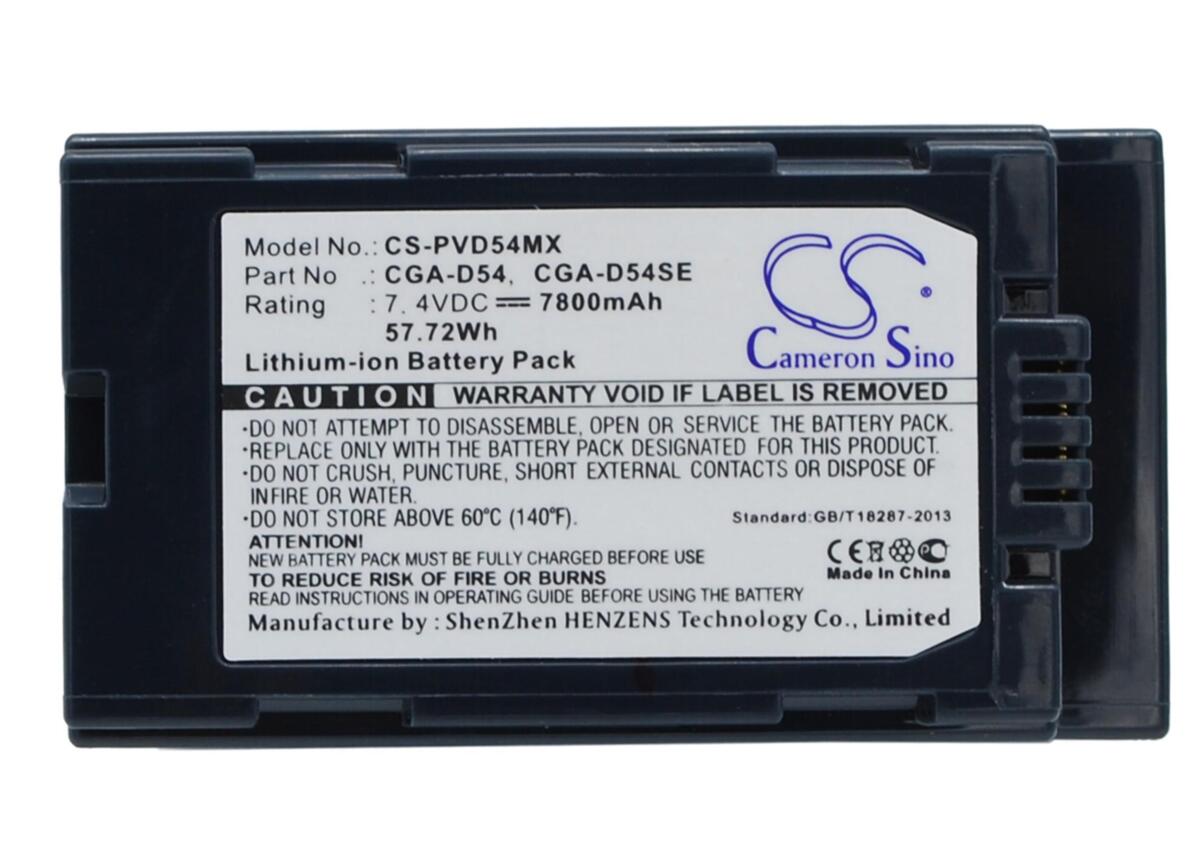 Model No.: CS-PVD54MX
Part No .: CGA-D54, CGA-D54SE
Rating : 7.4VDC ⎓ 7800mAh
57.72Wh
Lithium-ion Battery Pack
® 
Cameron Sino
CAUTION WARRANTY VOID IF LABEL IS REMOVED
·DO NOT ATTEMPT TO DISASSEMBLE, OPEN OR SERVICE THE BATTERY PACK.
·REPLACE ONLY WITH THE BATTERY PACK DESIGNATED FOR THIS PRODUCT.
·DO NOT CRUSH, PUNCTURE, SHORT EXTERNAL CONTACTS OR DISPOSE OF
IN FIRE OR WATER.
·DO NOT STORE ABOVE 60°C (140°F).
Standard:GB/T18287-2013
ATTENTION!
NEW BATTERY PACK MUST BE FULLY CHARGED BEFORE USE
TO REDUCE RISK OF FIRE OR BURNS
READ INSTRUCTIONS IN OPERATING GUIDE BEFORE USING THE BATTERY
CE
Made In China
Manufacture by : ShenZhen HENZENS Technology Co., Limited